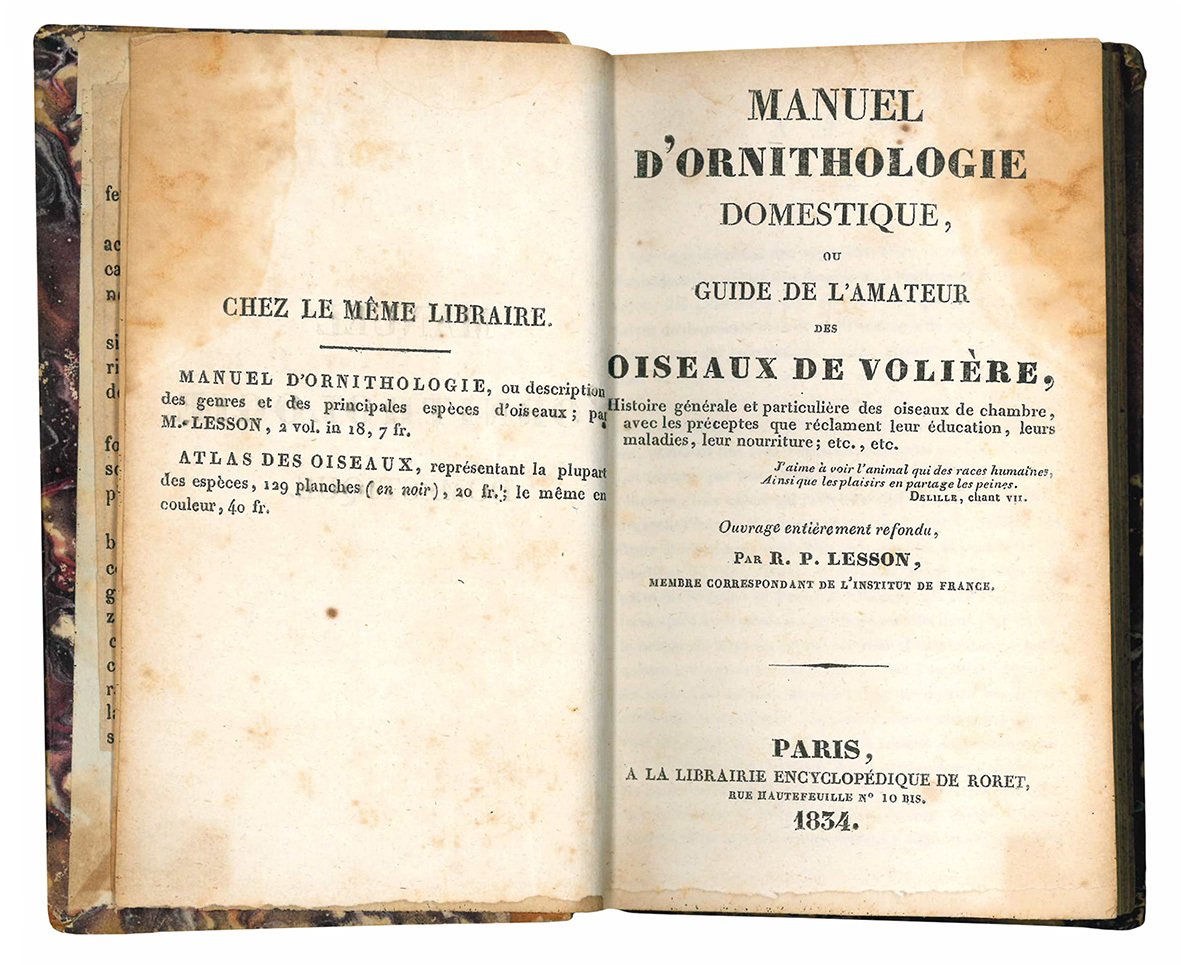 CHEZ LE MÊME LIBRAIRE.
MANUEL D'ORNITHOLOGIE, ou description
des genres et des principales espèces d'oiseaux; par
M. LESSON, 2 vol. in 18, 7 fr.
ATLAS DES OISEAUX, représentant la plupart
des espèces, 129 planches (en noir), 20 fr.; le même en
couleur, 40 fr.
MANUEL
D'ORNITHOLOGIE
DOMESTIQUE,
OU
GUIDE DE L'AMATEUR
DES
OISEAUX DE VOLIÈRE,
Histoire générale et particulière des oiseaux de chambre,
avec les préceptes que réclament leur éducation, leurs
maladies, leur nourriture; etc., etc.
J'aime à voir l'animal qui des races humaines,
Ainsi que les plaisirs en partage les peines.
DELILLE, chant VII.
Ouvrage entièrement refondu,
PAR R. P. LESSON,
MEMBRE CORRESPONDANT DE L'INSTITUT DE FRANCE.
PARIS,
A LA LIBRAIRIE ENCYCLOPÉDIQUE DE RORET,
RUE HAUTEFEUILLE N° 10 BIS.
1834.